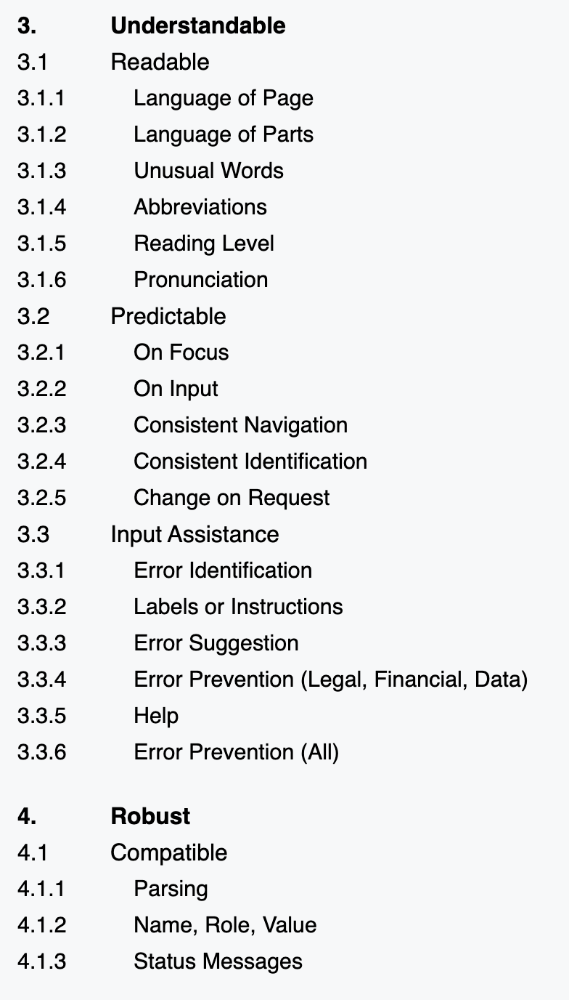 3. Understandable
3.1 Readable
3.1.1 Language of Page
3.1.2 Language of Parts
3.1.3 Unusual Words
3.1.4 Abbreviations
3.1.5 Reading Level
3.1.6 Pronunciation
3.2 Predictable
3.2.1 On Focus
3.2.2 On Input
3.2.3 Consistent Navigation
3.2.4 Consistent Identification
3.2.5 Change on Request
3.3 Input Assistance
3.3.1 Error Identification
3.3.2 Labels or Instructions
3.3.3 Error Suggestion
3.3.4 Error Prevention (Legal, Financial, Data)
3.3.5 Help
3.3.6 Error Prevention (All)
4. Robust
4.1 Compatible
4.1.1 Parsing
4.1.2 Name, Role, Value
4.1.3 Status Messages